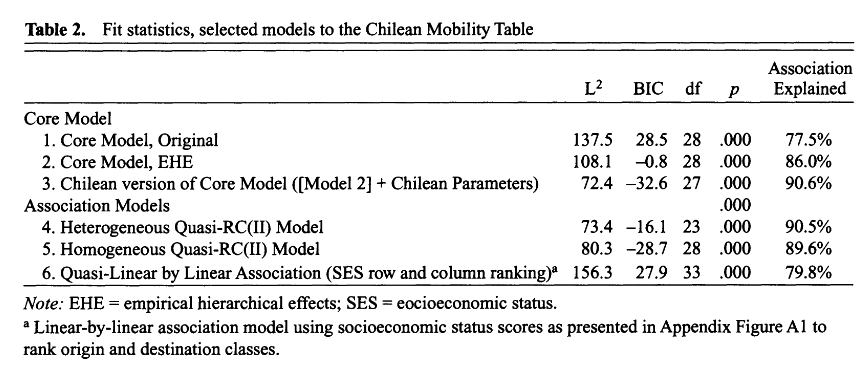 Table 2. Fit statistics, selected models to the Chilean Mobility Table
Association
L² BIC df p Explained
Core Model
1. Core Model, Original 137.5 28.5 28 .000 77.5%
2. Core Model, EHE 108.1 −0.8 28 .000 86.0%
3. Chilean version of Core Model ([Model 2] + Chilean Parameters) 72.4 −32.6 27 .000 90.6%
Association Models .000
4. Heterogeneous Quasi-RC(II) Model 73.4 −16.1 23 .000 90.5%
5. Homogeneous Quasi-RC(II) Model 80.3 −28.7 28 .000 89.6%
6. Quasi-Linear by Linear Association (SES row and column ranking)ª 156.3 27.9 33 .000 79.8%
Note: EHE = empirical hierarchical effects; SES = eocioeconomic status.
ª Linear-by-linear association model using socioeconomic status scores as presented in Appendix Figure A1 to
rank origin and destination classes.